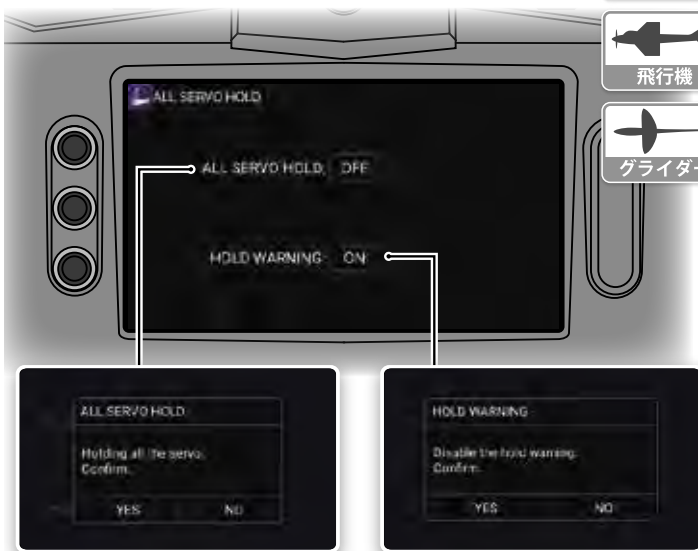 飛行機
グライダー
ALL SERVO HOLD
ALL SERVO HOLD: OFF
HOLD WARNING: ON
ALL SERVO HOLD
Holding all the servo.
Confirm.
YES NO
HOLD WARNING
Disable the hold warning.
Confirm.
YES NO